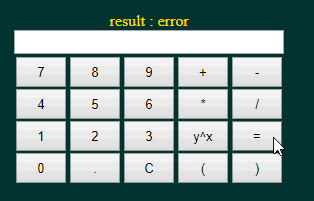 result : error
7 8 9 + -
4 5 6 * /
1 2 3 y^x =
0 . C ( )